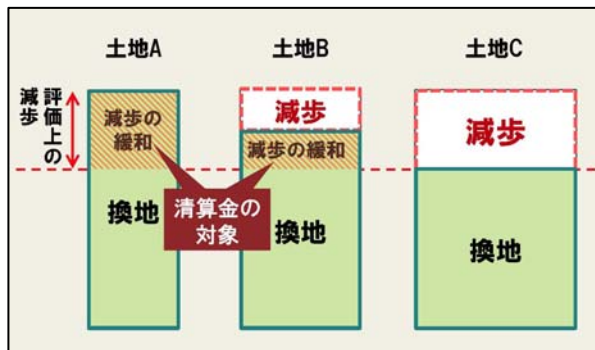 土地A
土地B
土地C
評価上の
減歩
減歩の
緩和
減歩
減歩の緩和
減歩
清算金の
対象
換地
換地
換地